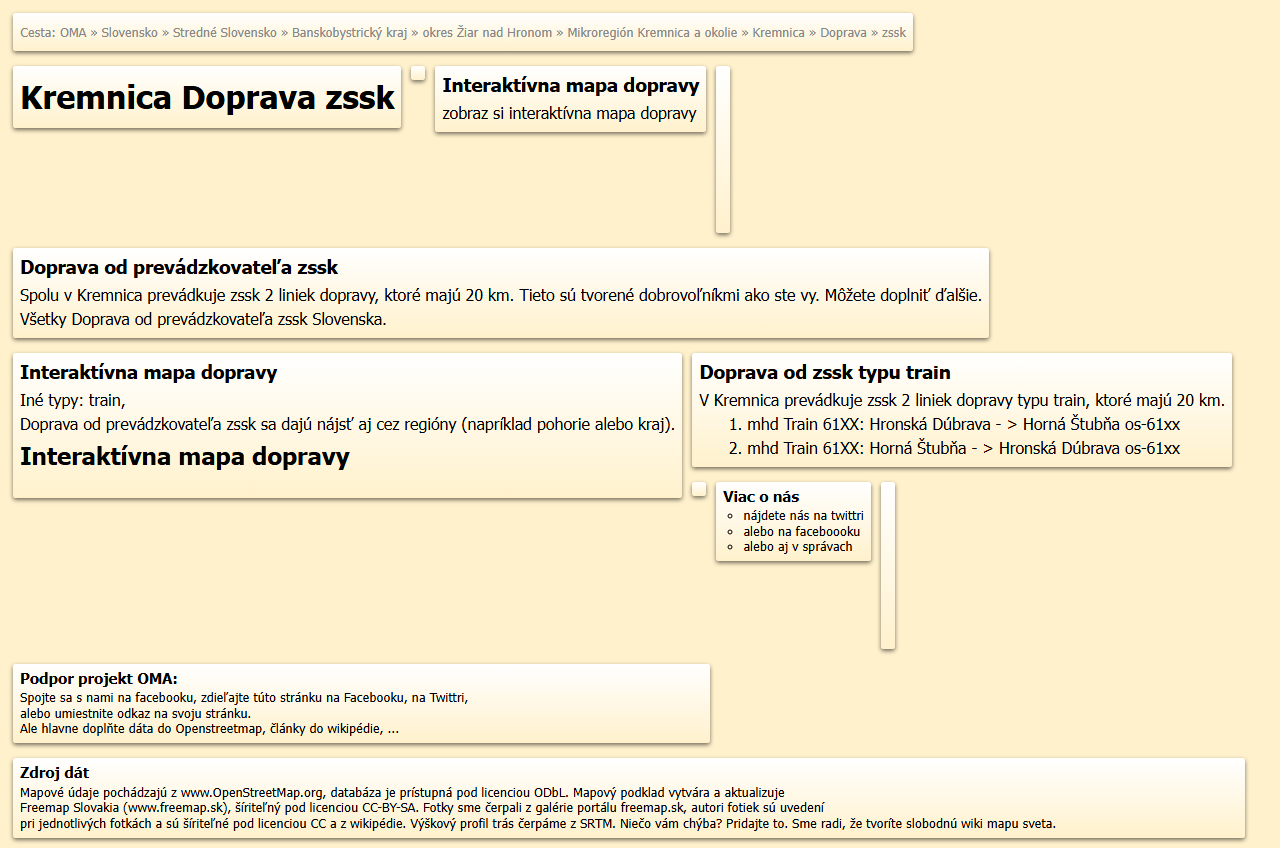 Cesta: OMA » Slovensko » Stredné Slovensko » Banskobystrický kraj » okres Žiar nad Hronom » Mikroregión Kremnica a okolie » Kremnica » Doprava » zssk
Kremnica Doprava zssk
Interaktívna mapa dopravy
zobraz si interaktívna mapa dopravy
Doprava od prevádzkovateľa zssk
Spolu v Kremnica prevádkuje zssk 2 liniek dopravy, ktoré majú 20 km. Tieto sú tvorené dobrovoľníkmi ako ste vy. Môžete doplniť ďalšie.
Všetky Doprava od prevádzkovateľa zssk Slovenska.
Interaktívna mapa dopravy
Iné typy: train,
Doprava od prevádzkovateľa zssk sa dajú nájsť aj cez regióny (napríklad pohorie alebo kraj).
Interaktívna mapa dopravy
Doprava od zssk typu train
V Kremnica prevádkuje zssk 2 liniek dopravy typu train, ktoré majú 20 km.
1. mhd Train 61XX: Hronská Dúbrava - > Horná Štubňa os-61xx
2. mhd Train 61XX: Horná Štubňa - > Hronská Dúbrava os-61xx
Viac o nás
nájdete nás na twittri
alebo na faceboooku
alebo aj v správach
Podpor projekt OMA:
Spojte sa s nami na facebooku, zdieľajte túto stránku na Facebooku, na Twittri,
alebo umiestnite odkaz na svoju stránku.
Ale hlavne doplňte dáta do Openstreetmap, články do wikipédie, ...
Zdroj dát
Mapové údaje pochádzajú z www.OpenStreetMap.org, databáza je prístupná pod licenciou ODbL. Mapový podklad vytvára a aktualizuje
Freemap Slovakia (www.freemap.sk), šíriteľný pod licenciou CC-BY-SA. Fotky sme čerpali z galérie portálu freemap.sk, autori fotiek sú uvedení
pri jednotlivých fotkách a sú šíriteľné pod licenciou CC a z wikipédie. Výškový profil trás čerpáme z SRTM. Niečo vám chýba? Pridajte to. Sme radi, že tvoríte slobodnú wiki mapu sveta.